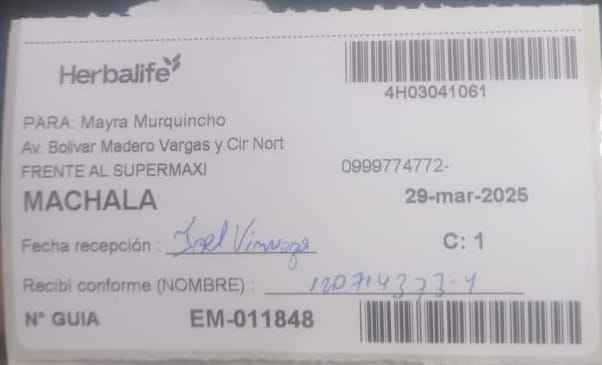 Herbalife
4H03041061
PARA: Mayra Murquincho
Av. Bolivar Madero Vargas y Cir Nort
FRENTE AL SUPERMAXI 0999774772-
MACHALA 29-mar-2025
Fecha recepción : C: 1
Recibi conforme (NOMBRE) :
N° GUIA EM-011848